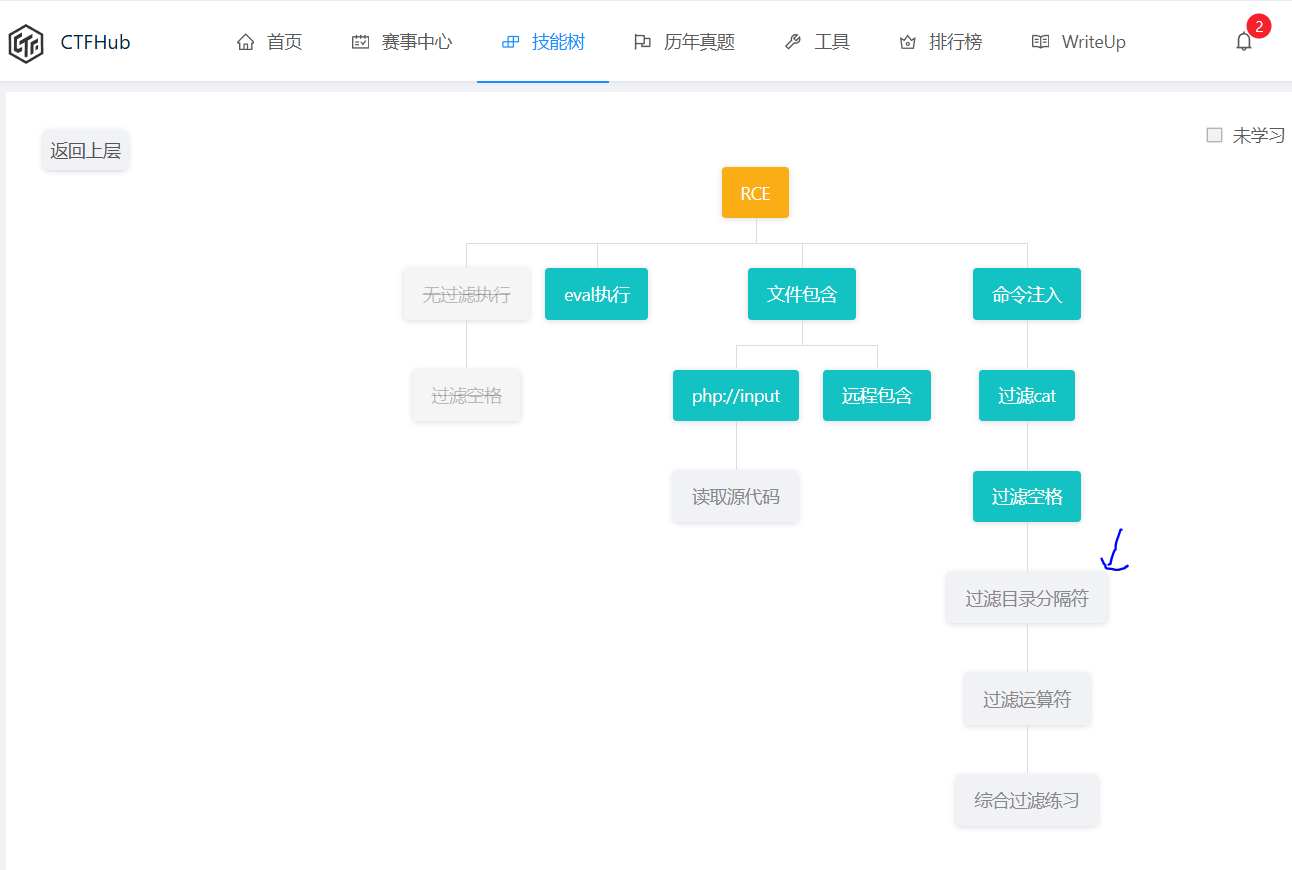 CTFHub 首页 赛事中心 技能树 历年真题 工具 排行榜 WriteUp 2
返回上层 未学习
RCE
无过滤执行 eval执行 文件包含 命令注入
过滤空格 php://input 远程包含 过滤cat
读取源代码 过滤空格
过滤目录分隔符
过滤运算符
综合过滤练习